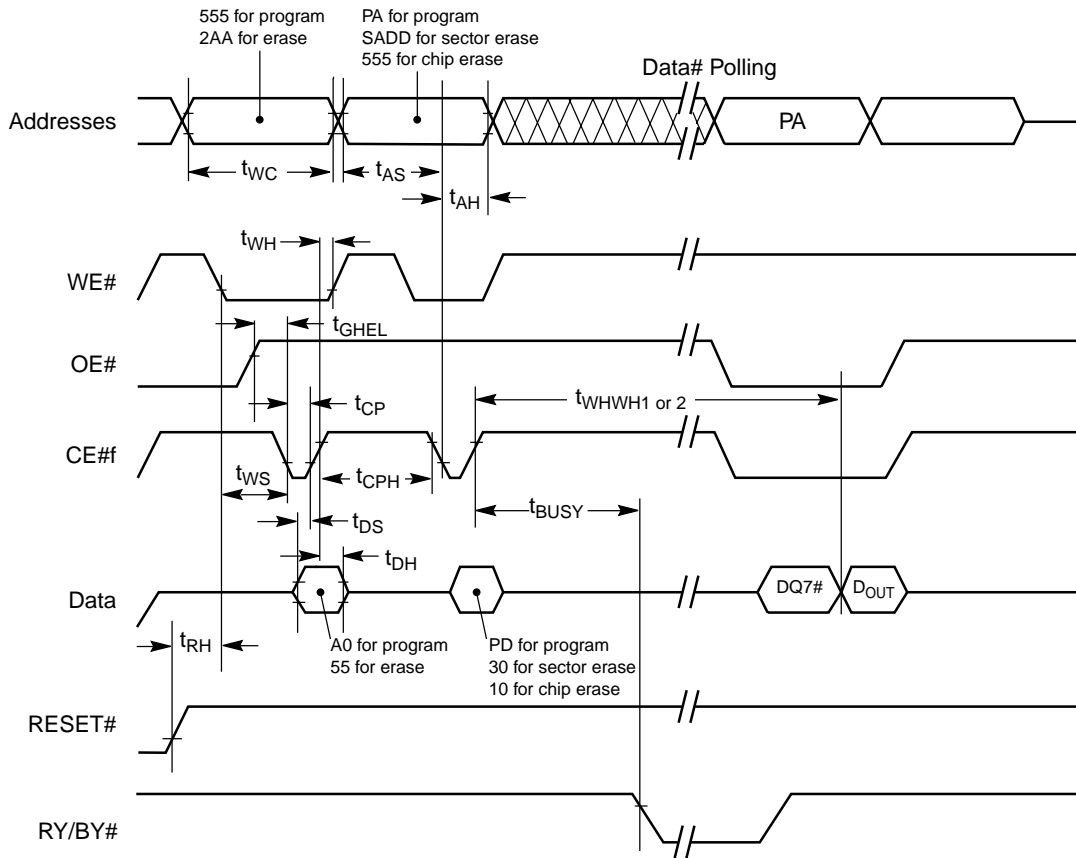 555 for program
2AA for erase
PA for program
SADD for sector erase
555 for chip erase
Data# Polling
Addresses
PA
tWC
tAS
tAH
tWH
WE#
tGHEL
OE#
tCP
tWHWH1 or 2
CE#f
tWS
tCPH
tBUSY
tDS
tDH
Data
DQ7#
DOUT
tRH
A0 for program
55 for erase
PD for program
30 for sector erase
10 for chip erase
RESET#
RY/BY#